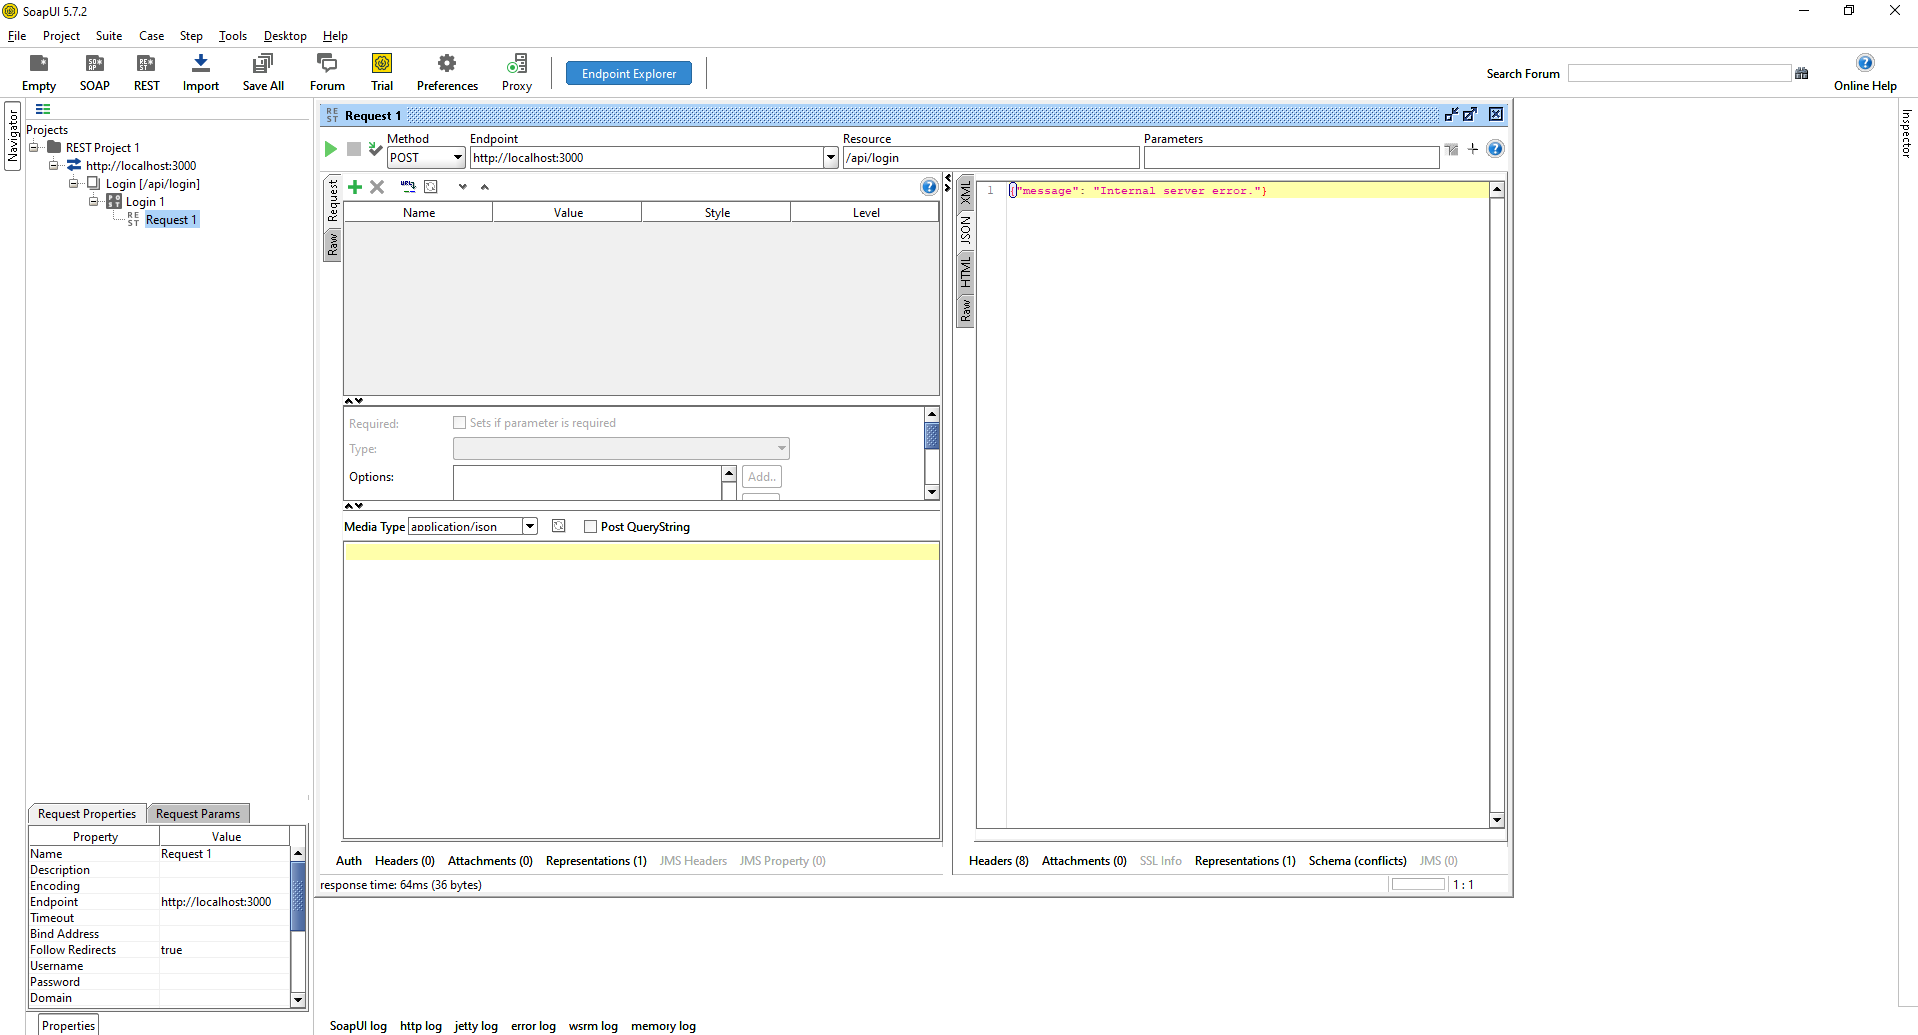 SoapUI 5.7.2
File Project Suite Case Step Tools Desktop Help
Empty SOAP REST Import Save All Forum Trial Preferences Proxy
Endpoint Explorer
Search Forum
Online Help
Navigator
Projects
REST Project 1
http://localhost:3000
Login [/api/login]
Login 1
Request 1
Request Properties Request Params
Property Value
Name Request 1
Description
Encoding
Endpoint http://localhost:3000
Timeout
Bind Address
Follow Redirects true
Username
Password
Domain
Properties
Request 1
Method Endpoint Resource Parameters
POST http://localhost:3000 /api/login
Request
Raw
Name Value Style Level
Required: Sets if parameter is required
Type:
Options: Add..
Media Type application/json Post QueryString
Auth Headers (0) Attachments (0) Representations (1) JMS Headers JMS Property (0)
response time: 64ms (36 bytes)
XML
JSON
HTML
Raw
1 {"message": "Internal server error."}
Headers (8) Attachments (0) SSL Info Representations (1) Schema (conflicts) JMS (0)
1 : 1
Inspector
SoapUI log http log jetty log error log wsrm log memory log